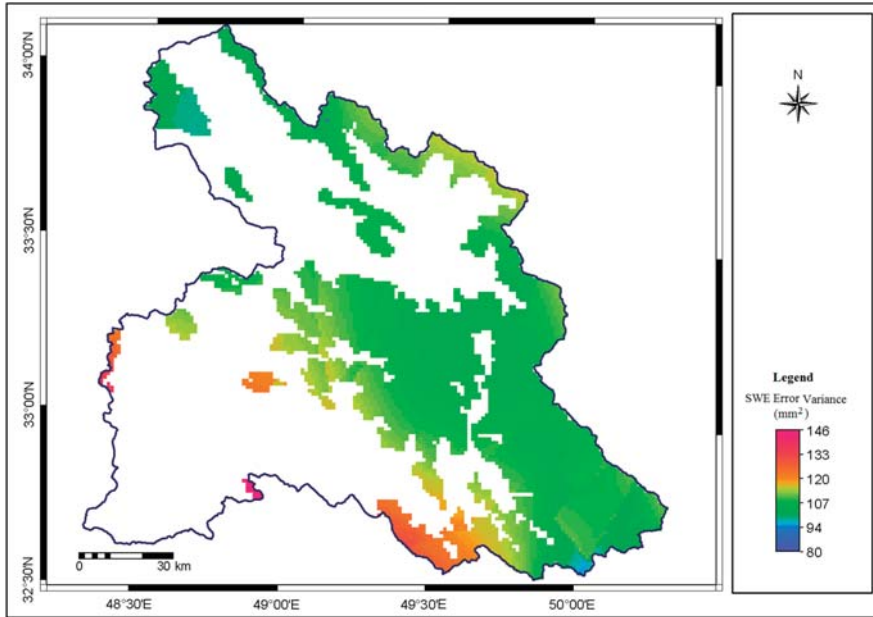 N
34°00'N
33°30'N
33°00'N
32°30'N
48°30'E
49°00'E
49°30'E
50°00'E
0 30 km
Legend
SWE Error Variance
(mm²)
146
133
120
107
94
80